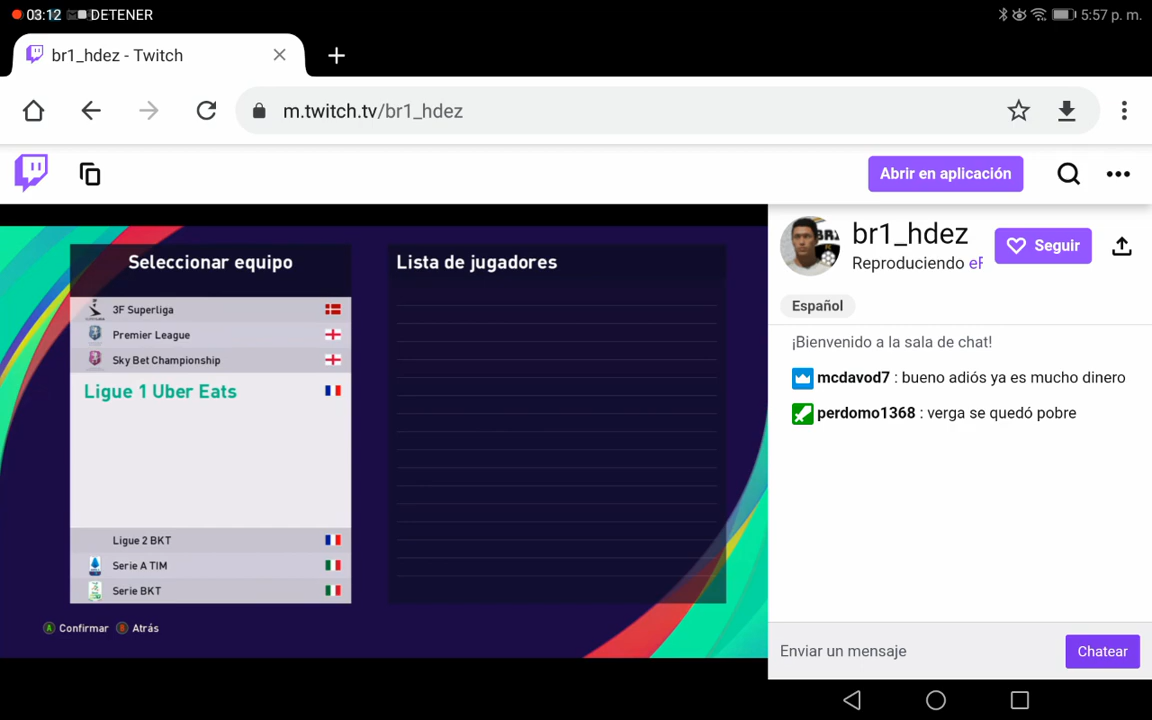 03:12 DETENER
5:57 p. m.
br1_hdez - Twitch
m.twitch.tv/br1_hdez
Abrir en aplicación
Seleccionar equipo
3F Superliga
Premier League
Sky Bet Championship
Ligue 1 Uber Eats
Ligue 2 BKT
Serie A TIM
Serie BKT
A Confirmar B Atrás
Lista de jugadores
br1_hdez
Reproduciendo eF
Seguir
Español
¡Bienvenido a la sala de chat!
mcdavod7 : bueno adiós ya es mucho dinero
perdomo1368 : verga se quedó pobre
Enviar un mensaje
Chatear